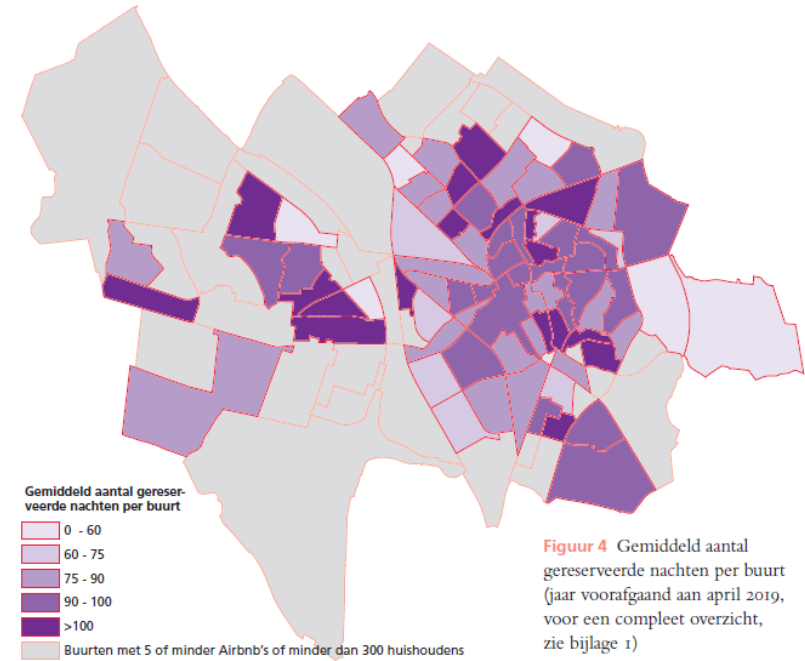 Gemiddeld aantal gereser-
veerde nachten per buurt
0 - 60
60 - 75
75 - 90
90 - 100
>100
Buurten met 5 of minder Airbnb's of minder dan 300 huishoudens
Figuur 4 Gemiddeld aantal
gereserveerde nachten per buurt
(jaar voorafgaand aan april 2019,
voor een compleet overzicht,
zie bijlage 1)